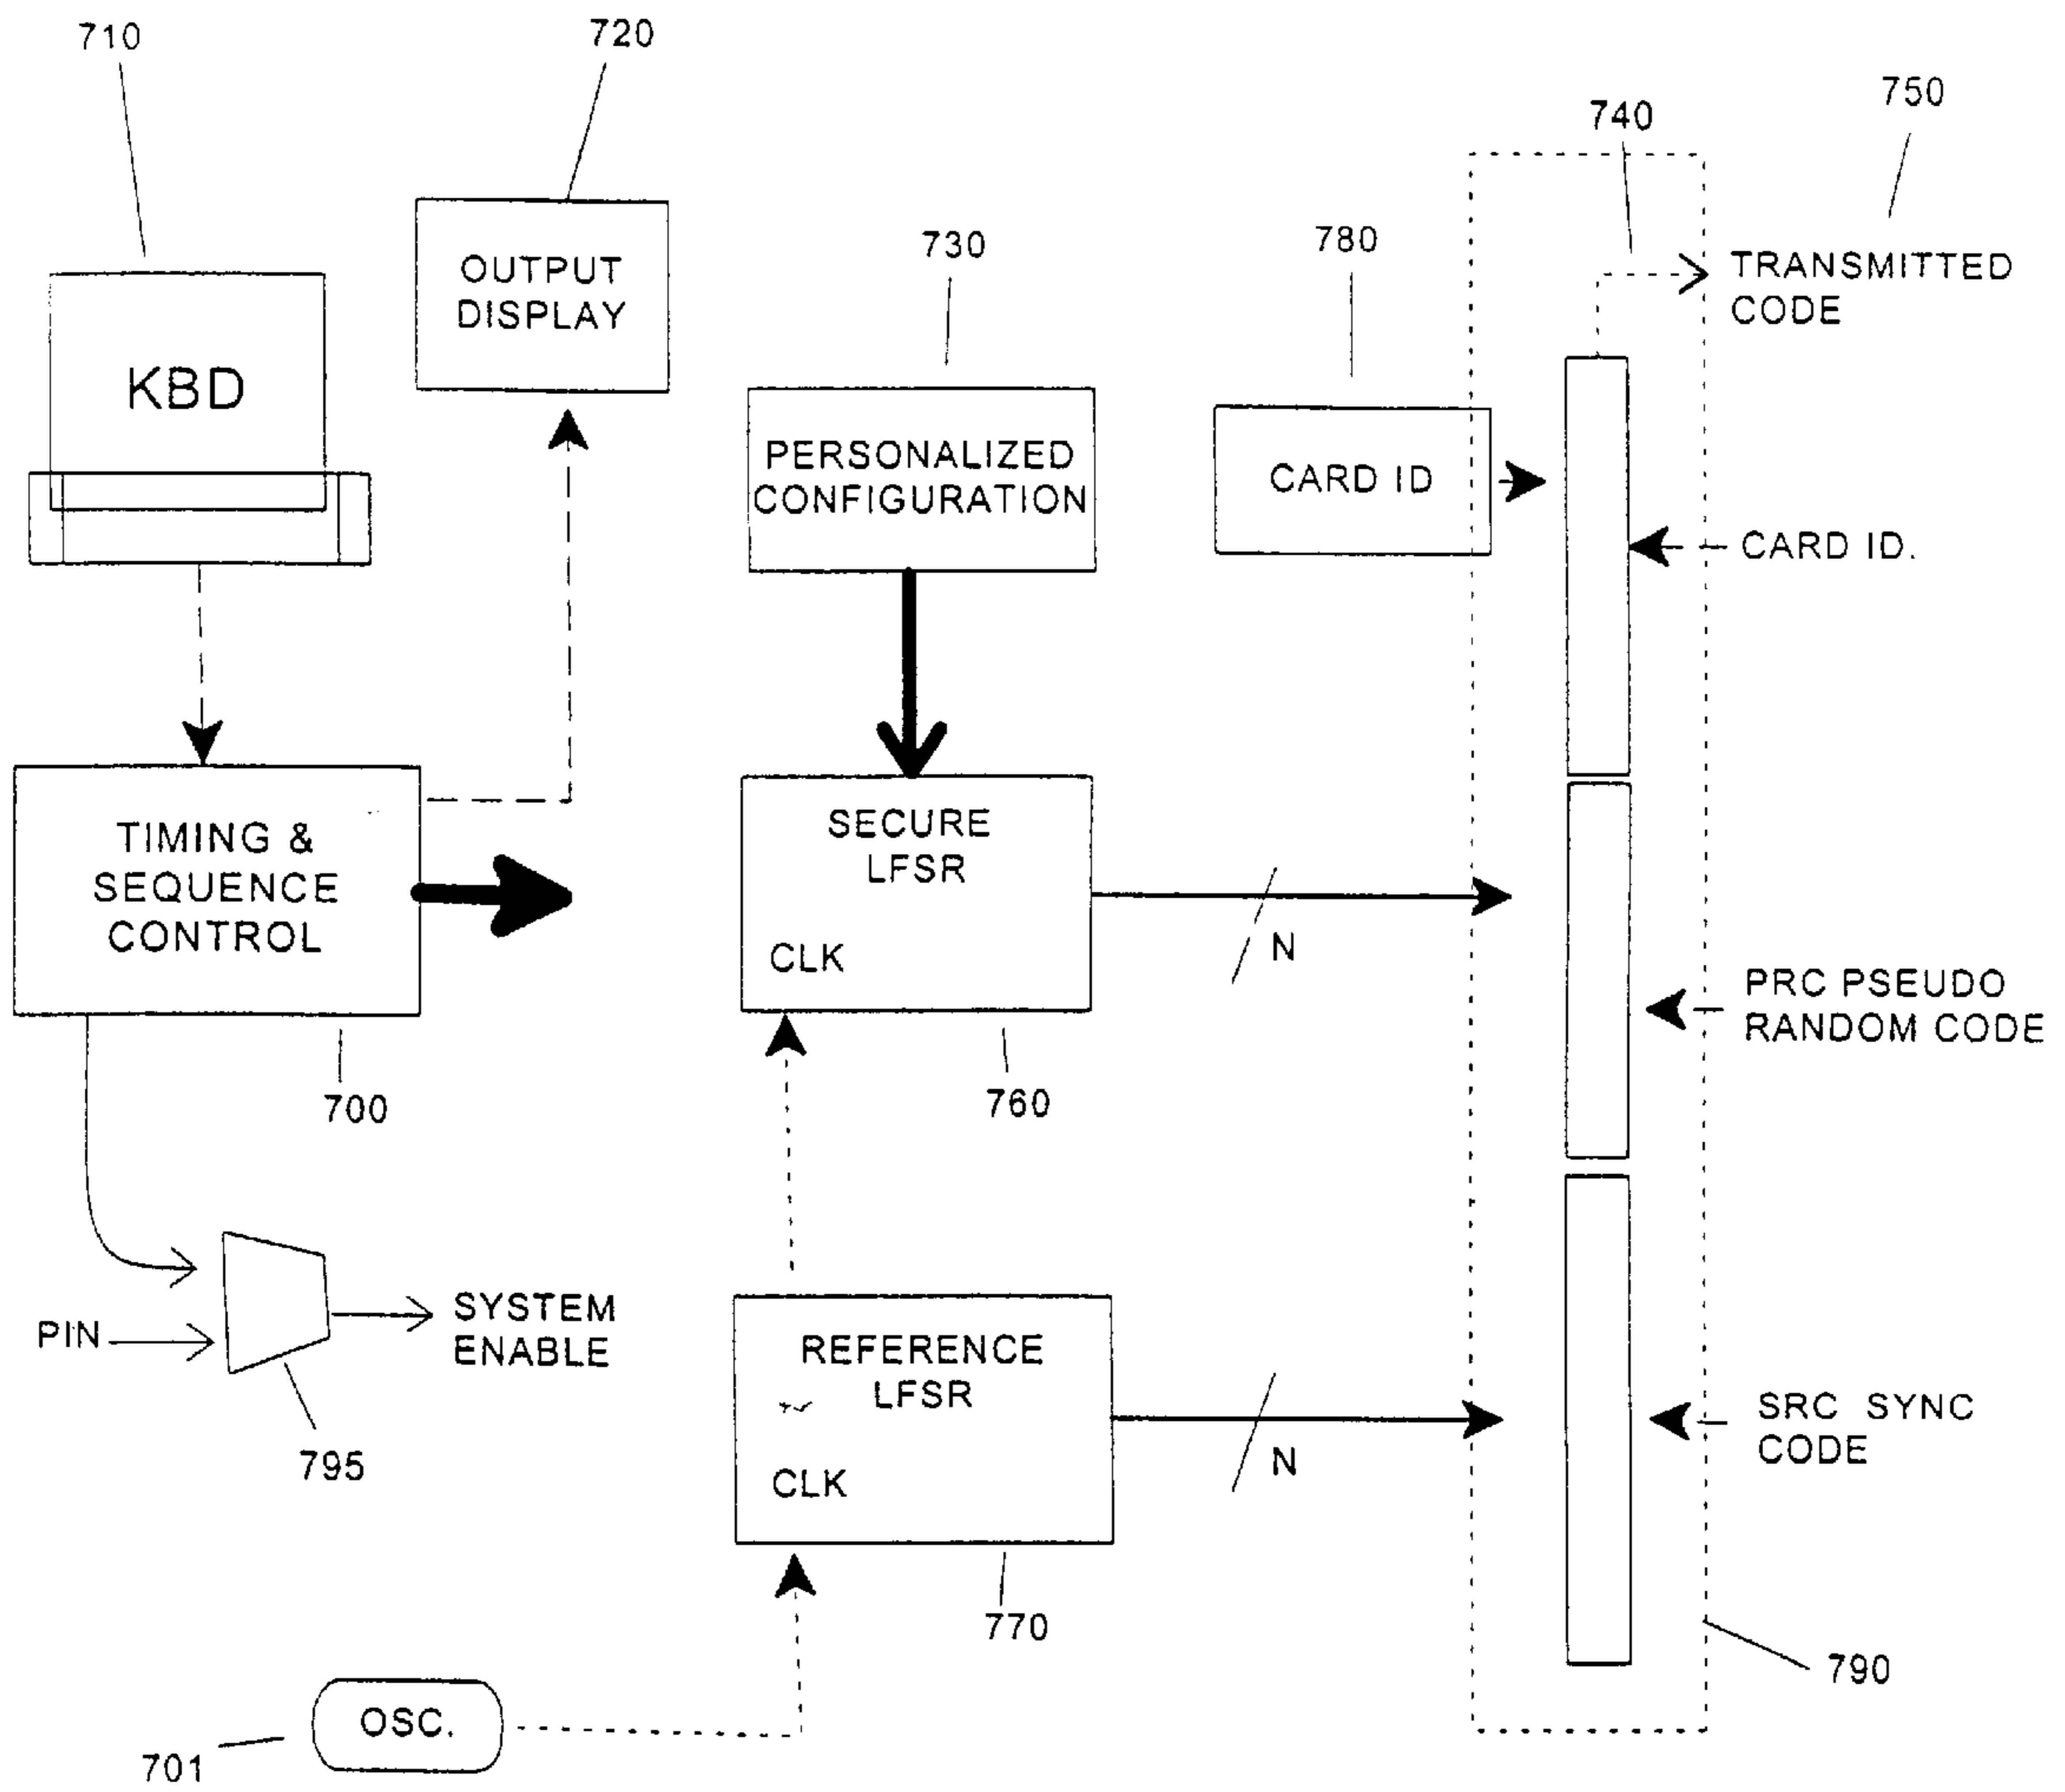 710
720
740
750
730
780
OUTPUT
DISPLAY
TRANSMITTED
CODE
KBD
PERSONALIZED
CONFIGURATION
CARD ID
CARD ID.
TIMING &
SEQUENCE
CONTROL
SECURE
LFSR
CLK
N
PRC PSEUDO
RANDOM CODE
700
760
PIN
SYSTEM
ENABLE
795
REFERENCE
LFSR
CLK
N
SRC SYNC
CODE
770
790
OSC.
701